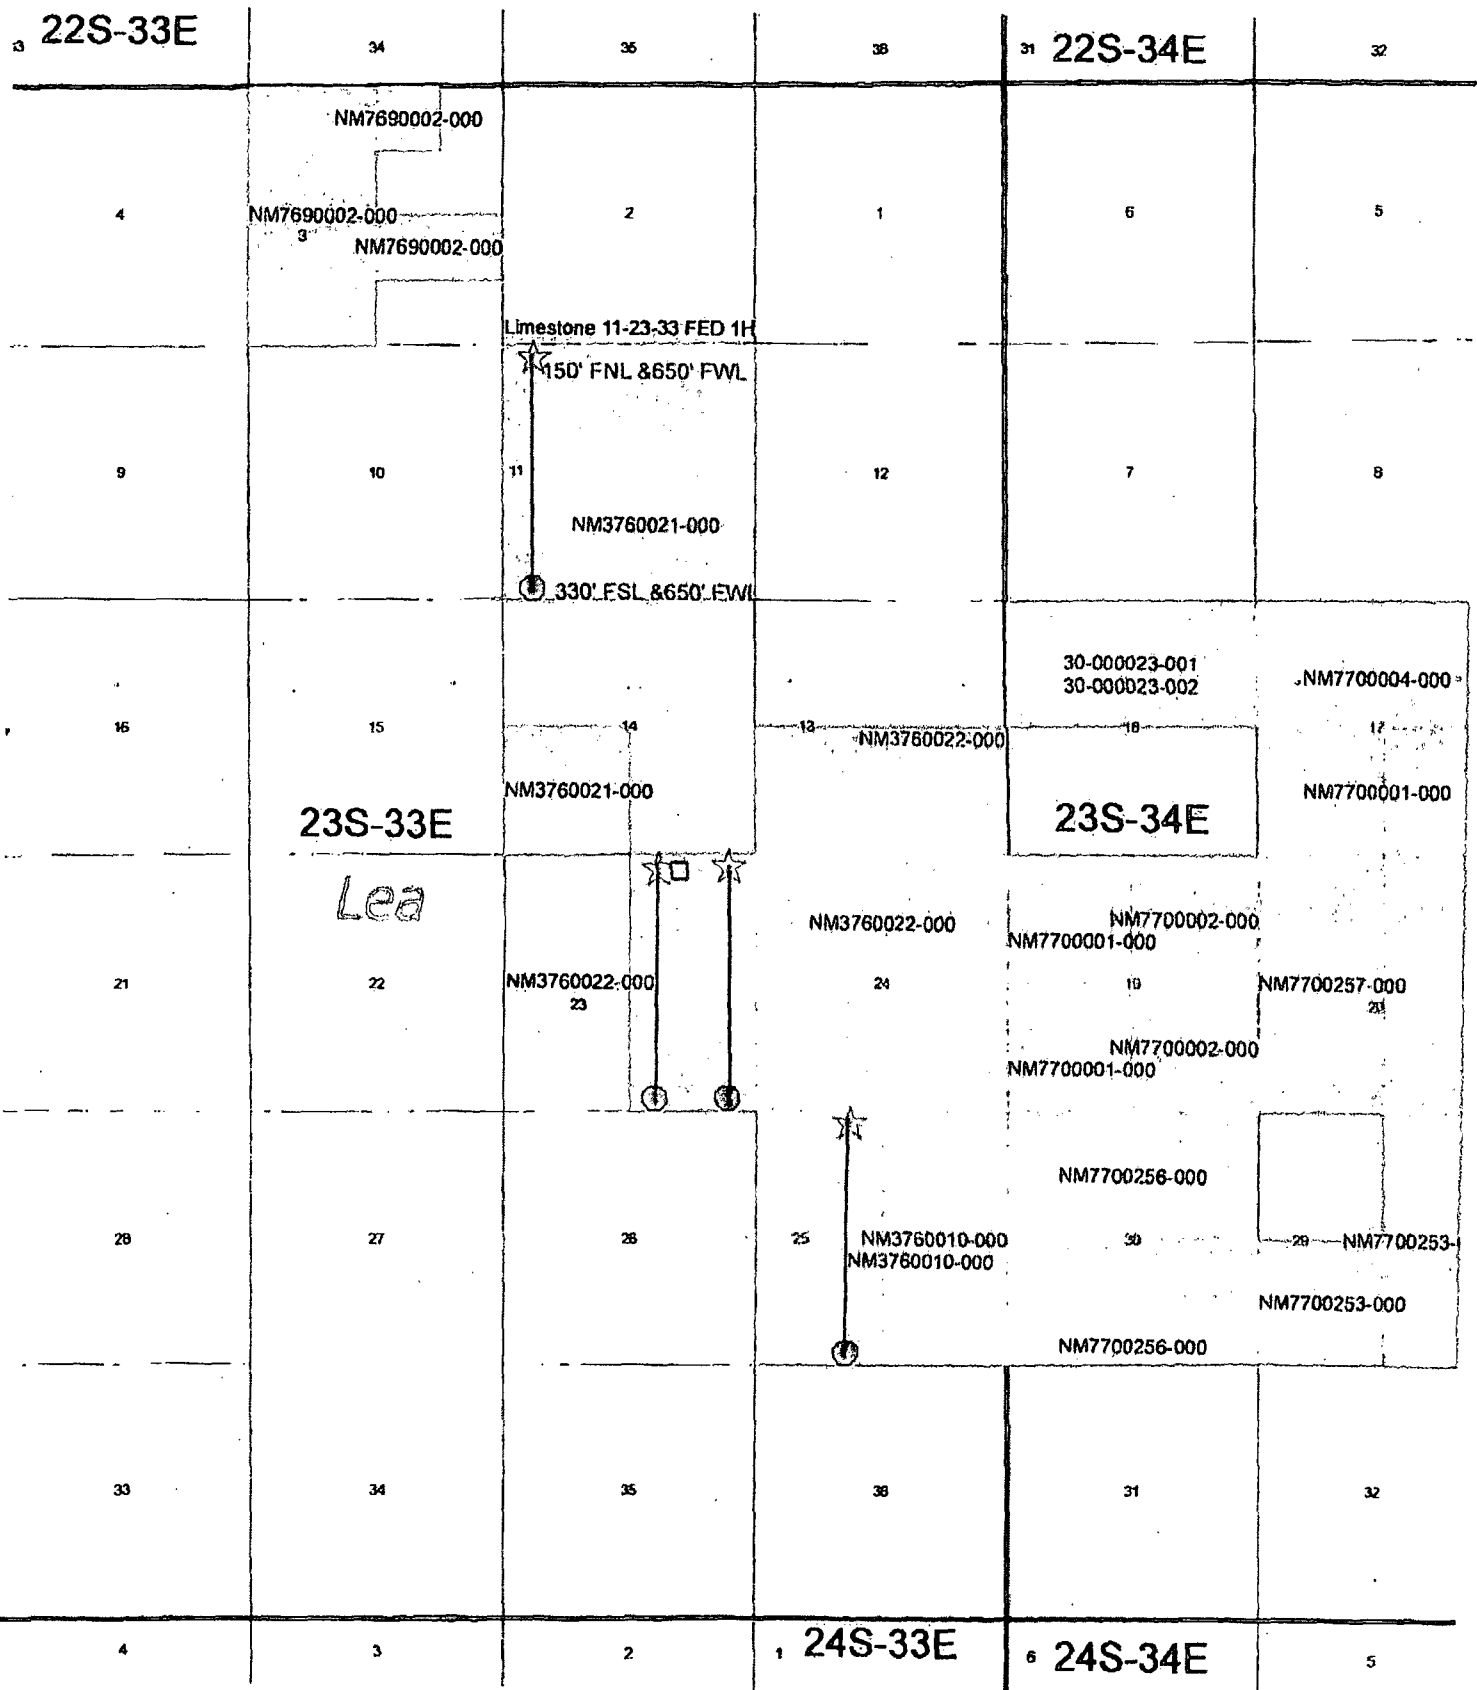 3 22S-33E 34 35 36 31 22S-34E 32
NM7690002-000
4 NM7690002-000 2 1 6 5
3
NM7690002-000
Limestone 11-23-33 FED 1H
150' FNL &650' FWL
9 10 11 12 7 8
NM3760021-000
330' FSL &650' FWL
30-000023-001
30-000023-002 NM7700004-000
16 15 14 13 18 17
NM3760022-000
NM3760021-000 NM7700001-000
23S-33E 23S-34E
Lea
NM3760022-000 NM7700002-000
NM7700001-000
21 22 NM3760022-000 24 19 NM7700257-000
23 20
NM7700002-000
NM7700001-000
NM7700256-000
28 27 26 25 NM3760010-000 30 29 NM7700253-
NM3760010-000
NM7700253-000
NM7700256-000
33 34 35 36 31 32
4 3 2 1 24S-33E 6 24S-34E 5